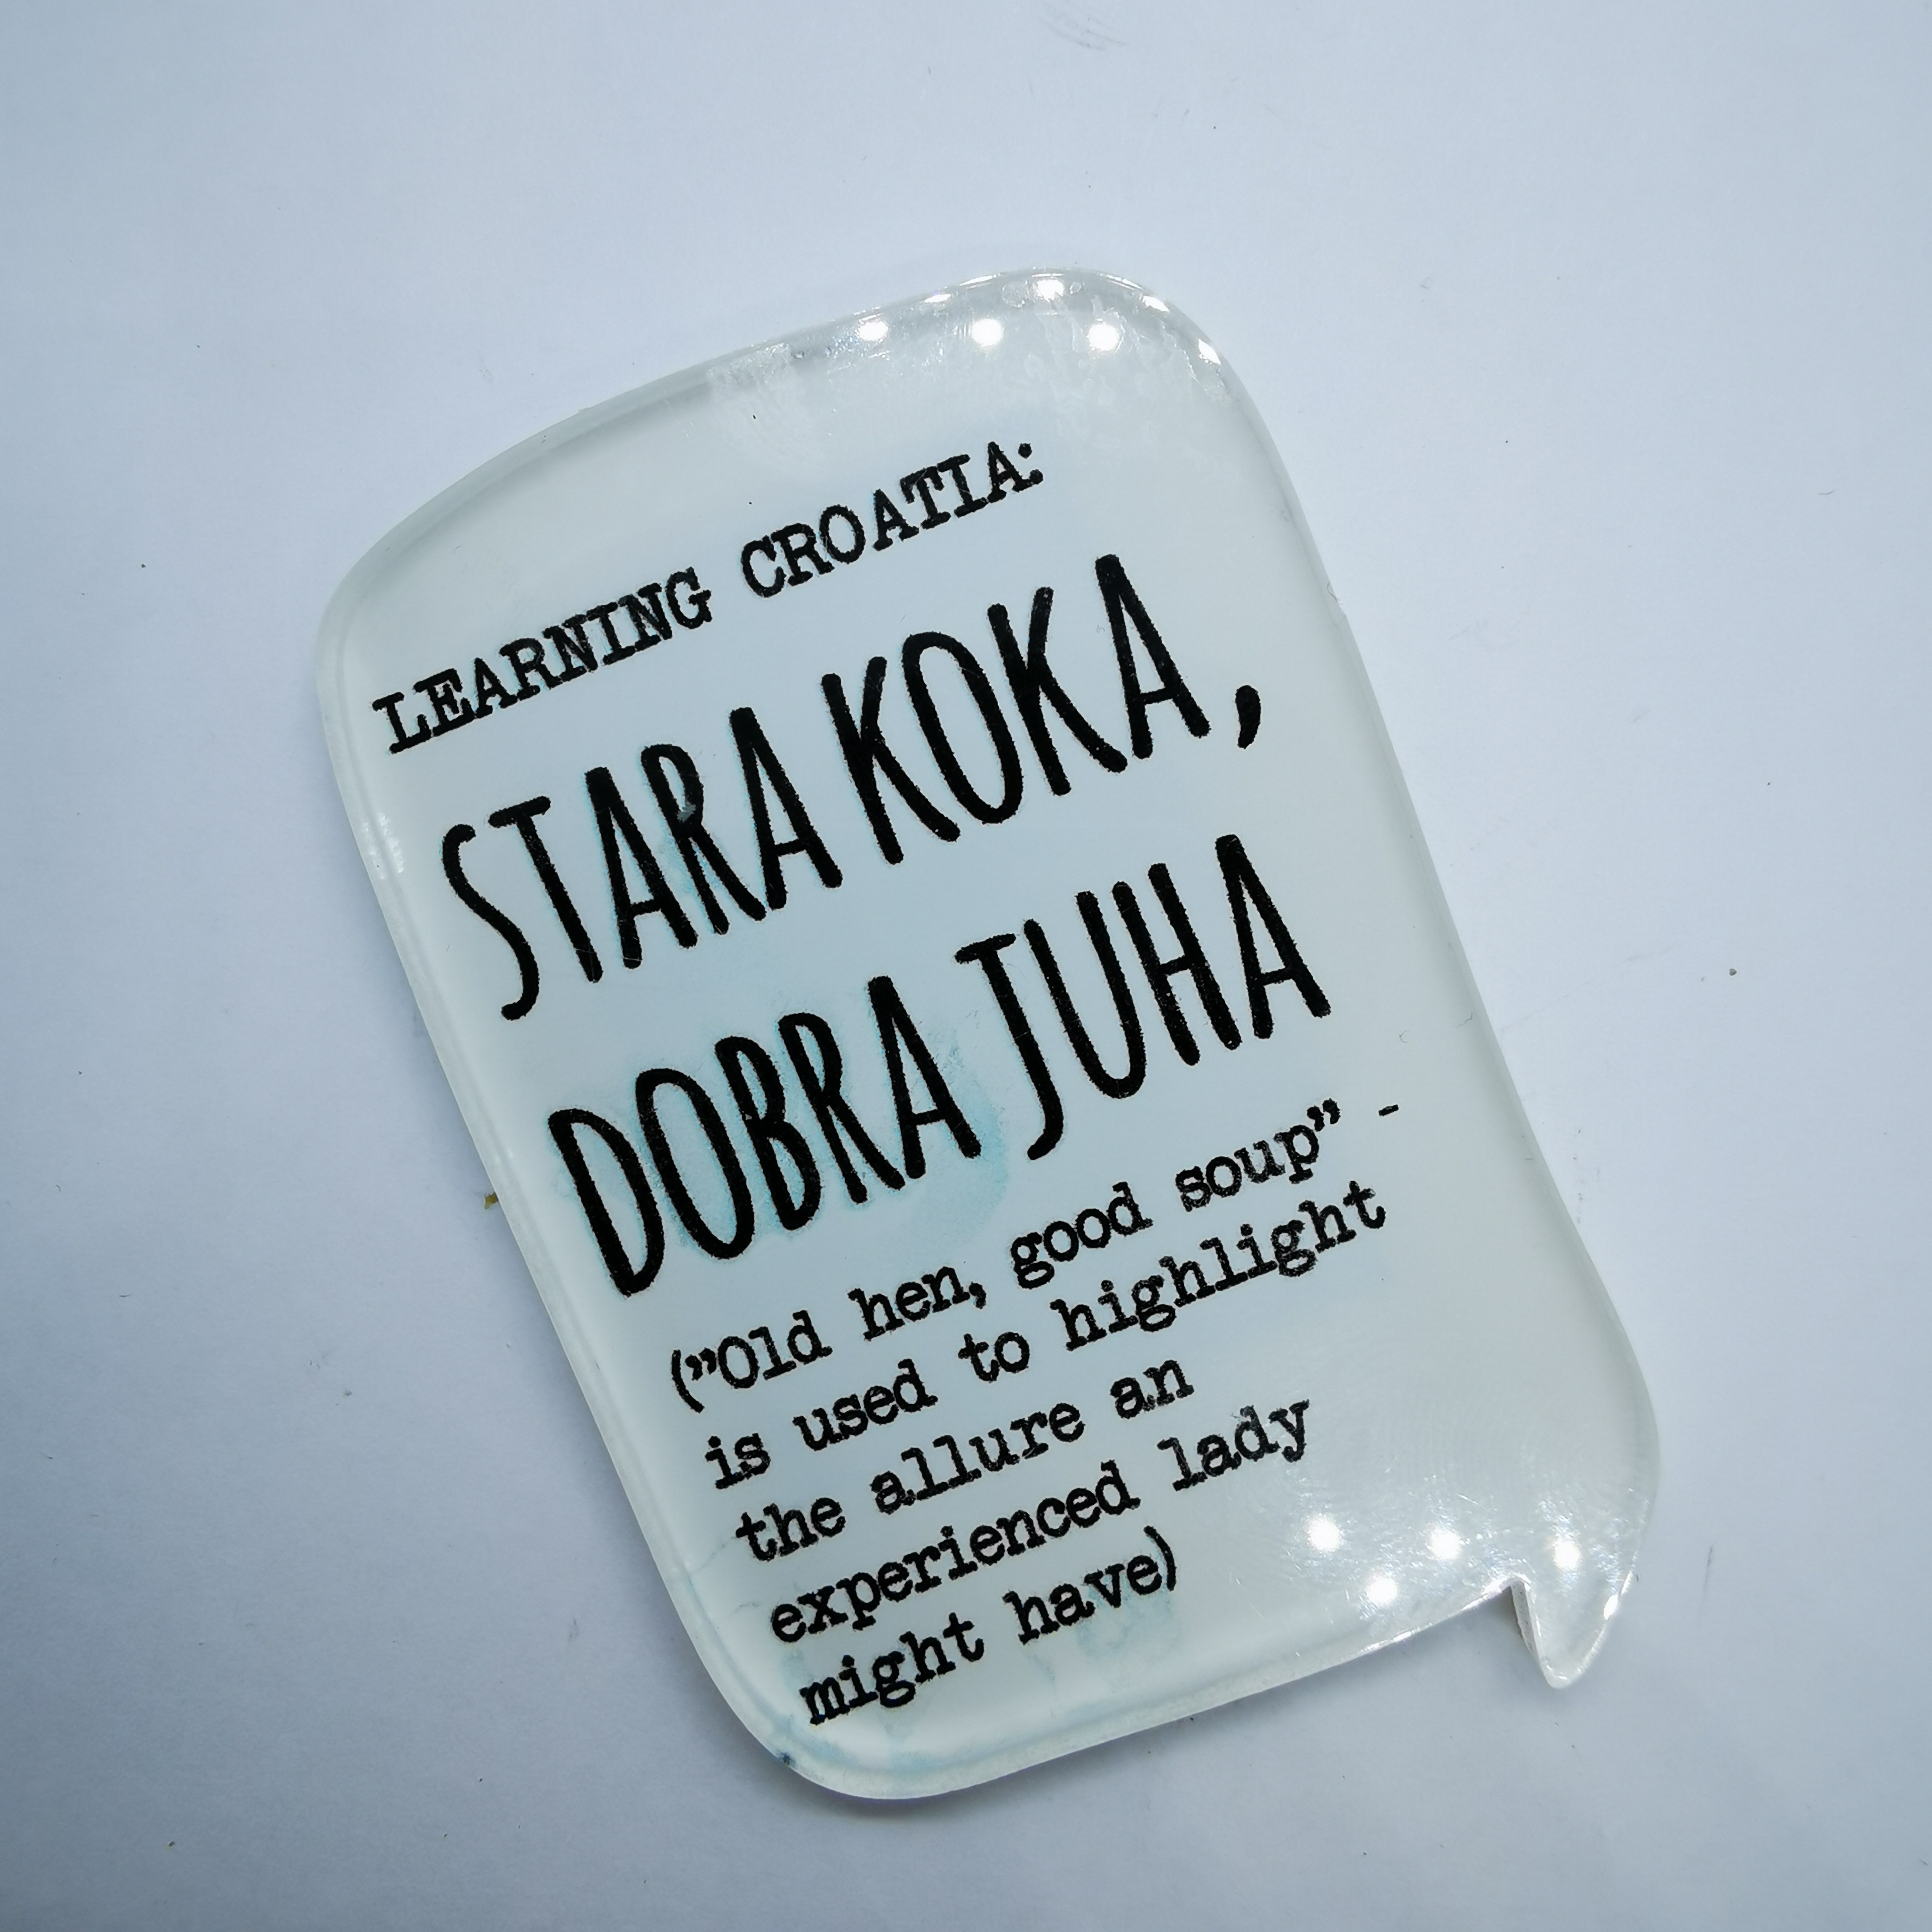 LEARNING CROATIA:
STARA KOKA,
DOBRA JUHA
(”Old hen, good soup” -
is used to highlight
the allure an
experienced lady
might have)